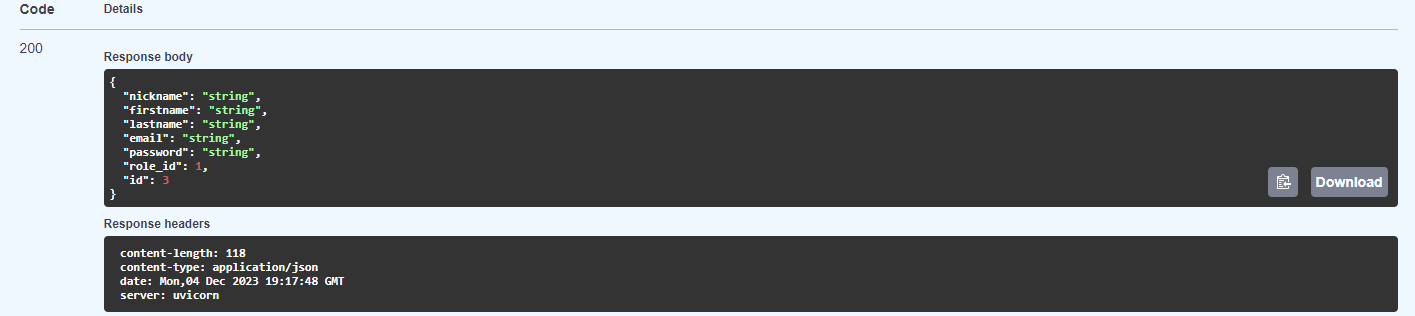 Code Details
200
Response body
{
"nickname": "string",
"firstname": "string",
"lastname": "string",
"email": "string",
"password": "string",
"role_id": 1,
"id": 3
}
Download
Response headers
content-length: 118
content-type: application/json
date: Mon,04 Dec 2023 19:17:48 GMT
server: uvicorn